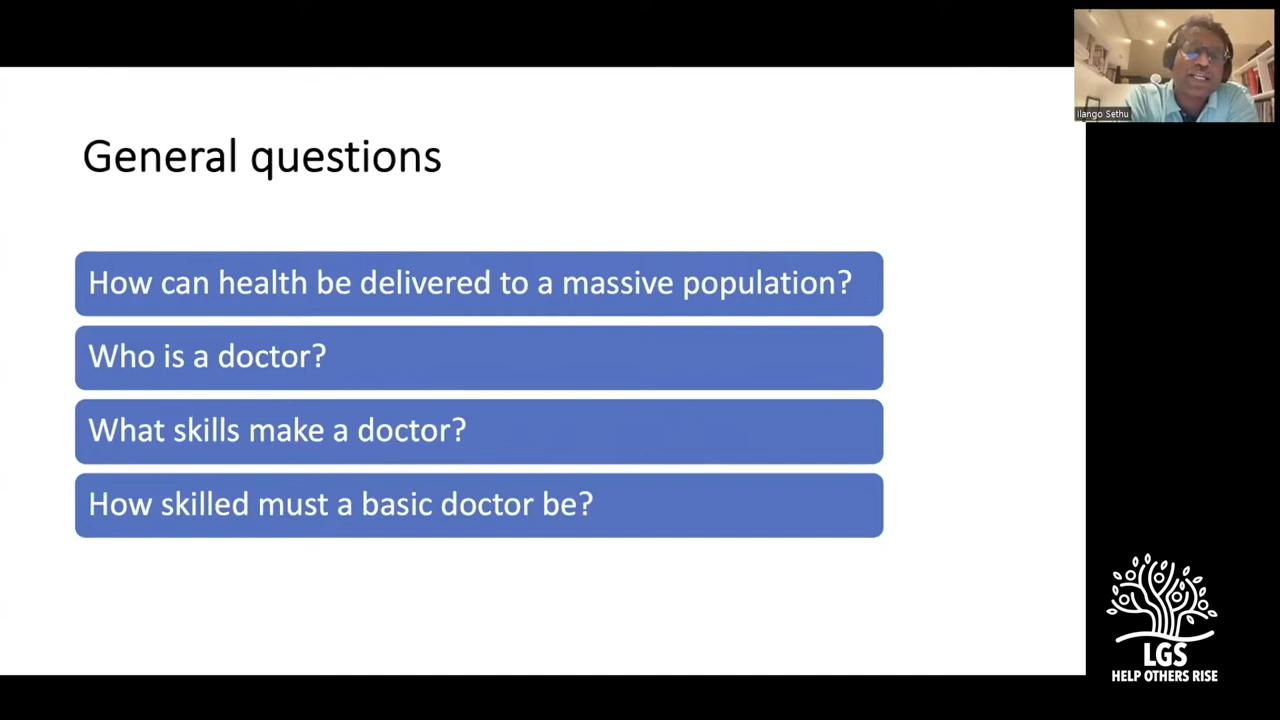 Ilango Sethu
General questions
How can health be delivered to a massive population?
Who is a doctor?
What skills make a doctor?
How skilled must a basic doctor be?
LGS
HELP OTHERS RISE